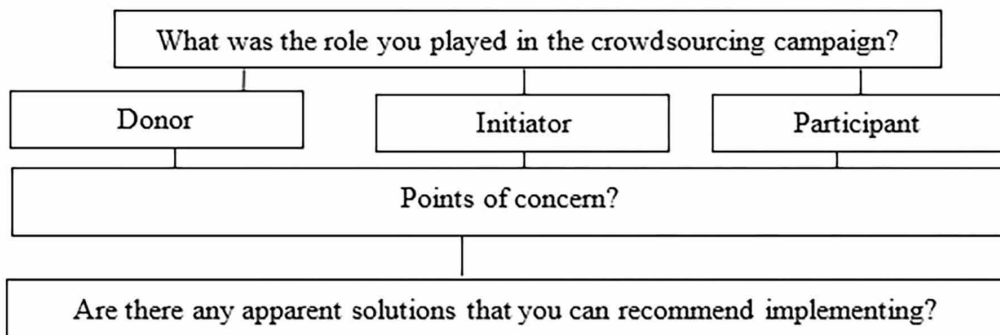 What was the role you played in the crowdsourcing campaign?
Donor
Initiator
Participant
Points of concern?
Are there any apparent solutions that you can recommend implementing?